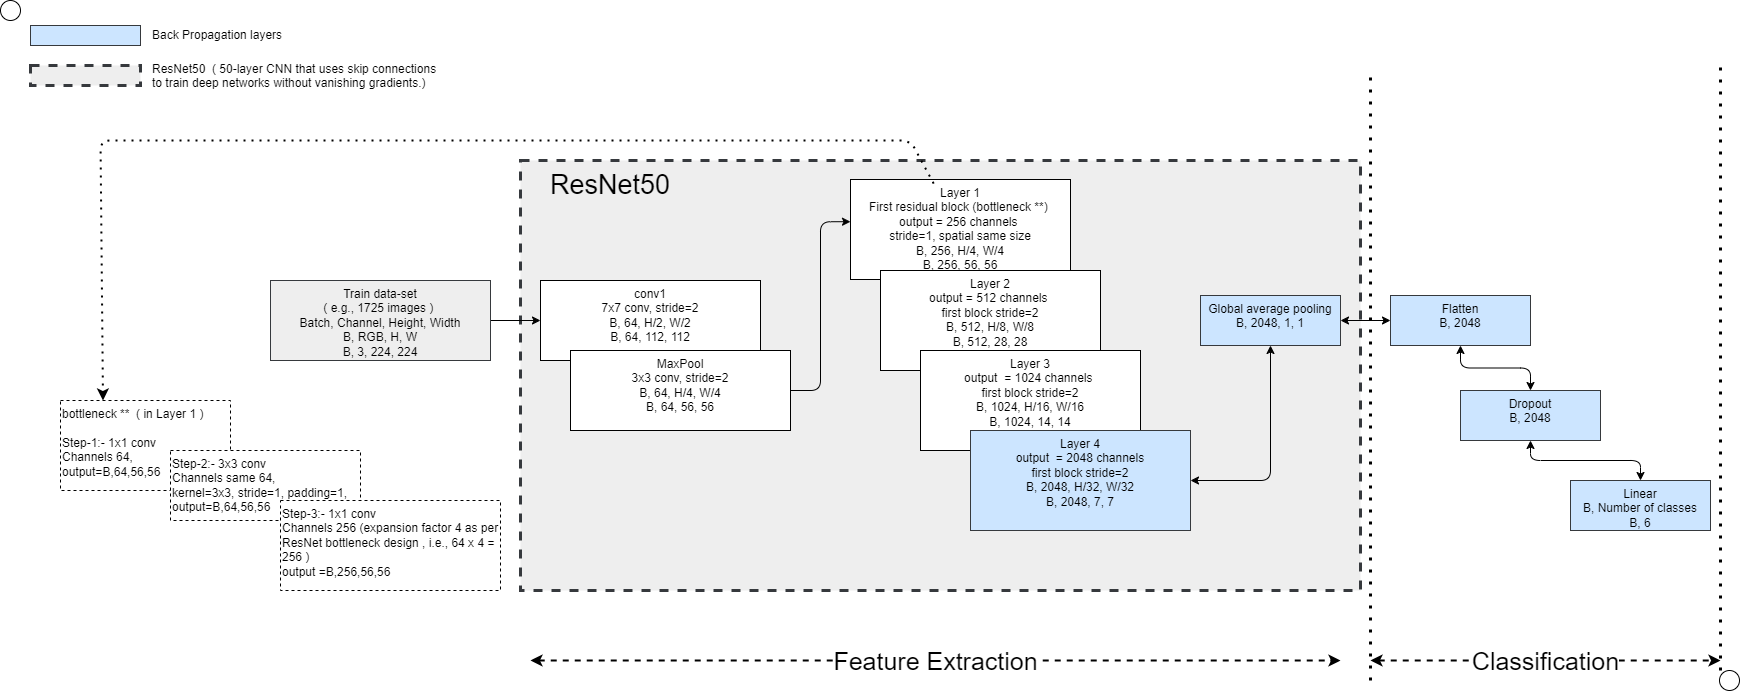 Back Propagation layers
ResNet50  ( 50-layer CNN that uses skip connections
to train deep networks without vanishing gradients.)
ResNet50
Train data-set
( e.g., 1725 images )
Batch, Channel, Height, Width
B, RGB, H, W
B, 3, 224, 224
conv1
7x7 conv, stride=2
B, 64, H/2, W/2
B, 64, 112, 112
MaxPool
3x3 conv, stride=2
B, 64, H/4, W/4
B, 64, 56, 56
Layer 1
First residual block (bottleneck **)
output = 256 channels
stride=1, spatial same size
B, 256, H/4, W/4
B, 256, 56, 56
Layer 2
output = 512 channels
first block stride=2
B, 512, H/8, W/8
B, 512, 28, 28
Layer 3
output  = 1024 channels
first block stride=2
B, 1024, H/16, W/16
B, 1024, 14, 14
Layer 4
output  = 2048 channels
first block stride=2
B, 2048, H/32, W/32
B, 2048, 7, 7
Global average pooling
B, 2048, 1, 1
Flatten
B, 2048
Dropout
B, 2048
Linear
B, Number of classes
B, 6
bottleneck **  ( in Layer 1 )
Step-1:- 1x1 conv
Channels 64,
output=B,64,56,56
Step-2:- 3x3 conv
Channels same 64,
kernel=3x3, stride=1, padding=1,
output=B,64,56,56
Step-3:- 1x1 conv
Channels 256 (expansion factor 4 as per
ResNet bottleneck design , i.e., 64 x 4 =
256 )
output =B,256,56,56
Feature Extraction
Classification